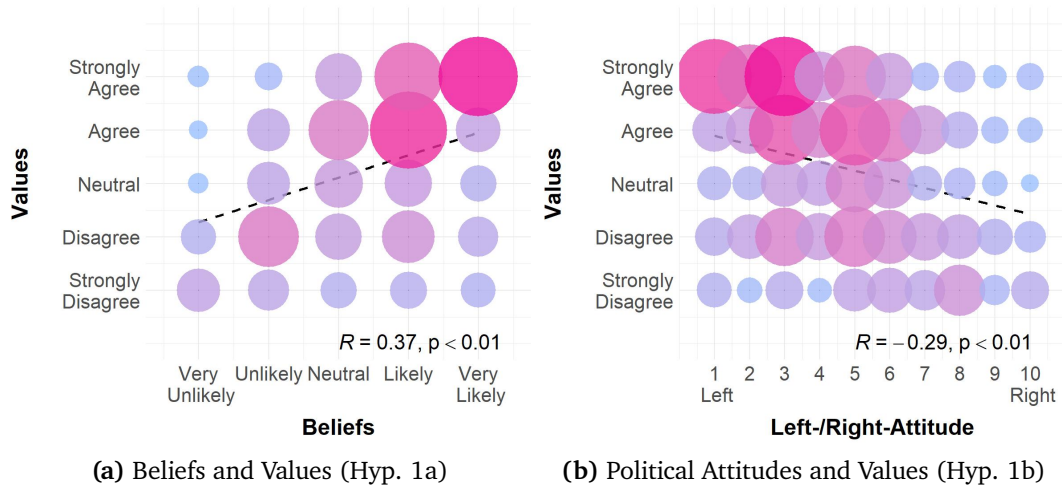 Values
Strongly
Agree
Agree
Neutral
Disagree
Strongly
Disagree
R = 0.37, p < 0.01
Very
Unlikely
Unlikely
Neutral
Likely
Very
Likely
Beliefs
(a) Beliefs and Values (Hyp. 1a)
Values
Strongly
Agree
Agree
Neutral
Disagree
Strongly
Disagree
R = −0.29, p < 0.01
1 2 3 4 5 6 7 8 9 10
Left Right
Left-/Right-Attitude
(b) Political Attitudes and Values (Hyp. 1b)